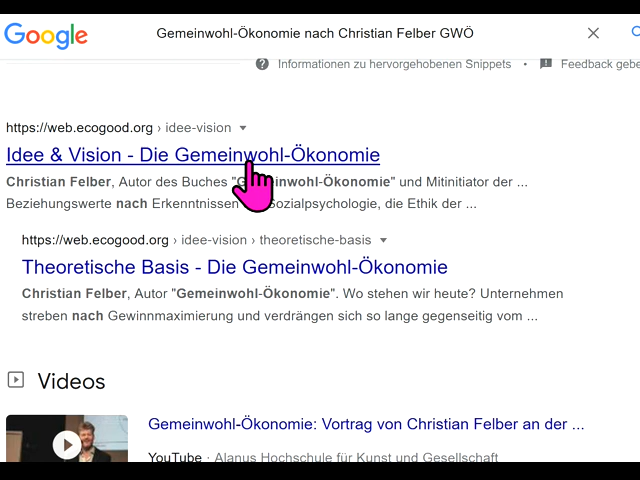 Google
Gemeinwohl-Ökonomie nach Christian Felber GWÖ
Informationen zu hervorgehobenen Snippets • Feedback gebe
https://web.ecogood.org › idee-vision
Idee & Vision - Die Gemeinwohl-Ökonomie
Christian Felber, Autor des Buches "Gemeinwohl-Ökonomie" und Mitinitiator der ...
Beziehungswerte nach Erkenntnissen Sozialpsychologie, die Ethik der ...
https://web.ecogood.org › idee-vision › theoretische-basis
Theoretische Basis - Die Gemeinwohl-Ökonomie
Christian Felber, Autor "Gemeinwohl-Ökonomie". Wo stehen wir heute? Unternehmen
streben nach Gewinnmaximierung und verdrängen sich so lange gegenseitig vom ...
Videos
Gemeinwohl-Ökonomie: Vortrag von Christian Felber an der ...
YouTube · Alanus Hochschule für Kunst und Gesellschaft